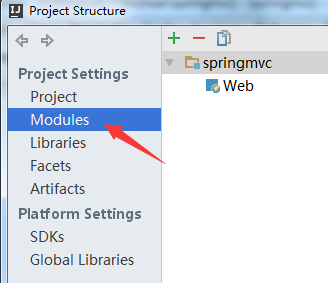 Project Structure
Project Settings
Project
Modules
Libraries
Facets
Artifacts
Platform Settings
SDKs
Global Libraries
springmvc
Web